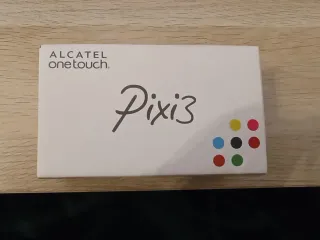 ALCATEL
onetouch.
Pixi3